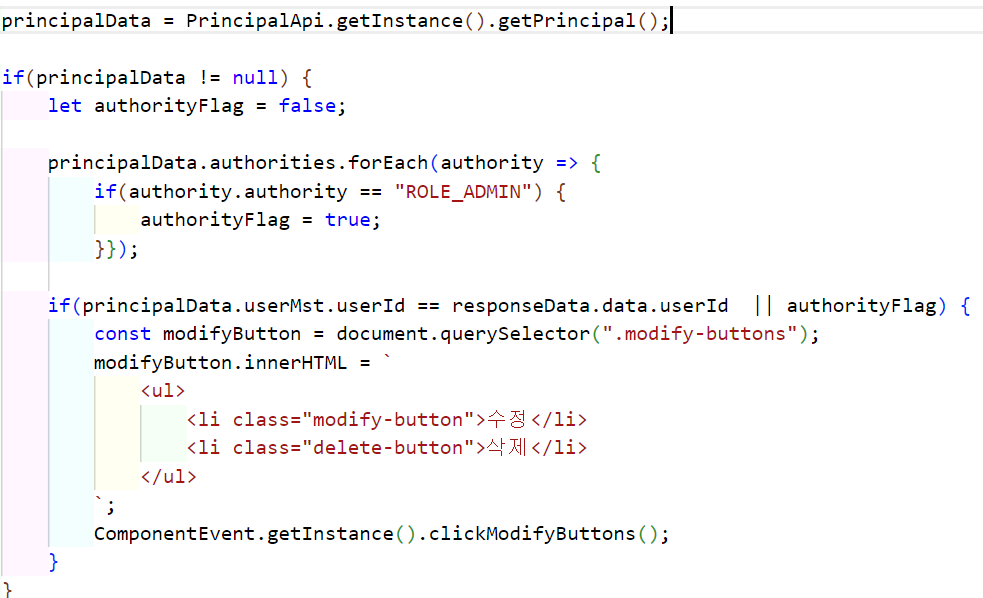 principalData = PrincipalApi.getInstance().getPrincipal();
if(principalData != null) {
let authorityFlag = false;
principalData.authorities.forEach(authority => {
if(authority.authority == "ROLE_ADMIN") {
authorityFlag = true;
}});
if(principalData.userMst.userId == responseData.data.userId  || authorityFlag) {
const modifyButton = document.querySelector(".modify-buttons");
modifyButton.innerHTML = `
<ul>
<li class="modify-button">수정</li>
<li class="delete-button">삭제</li>
</ul>
`;
ComponentEvent.getInstance().clickModifyButtons();
}
}